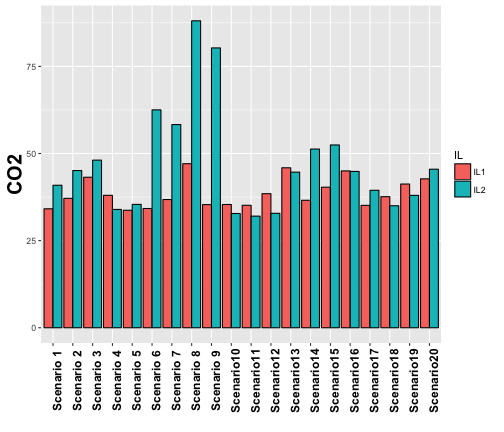 CO2
75
50
25
0
Scenario 1
Scenario 2
Scenario 3
Scenario 4
Scenario 5
Scenario 6
Scenario 7
Scenario 8
Scenario 9
Scenario10
Scenario11
Scenario12
Scenario13
Scenario14
Scenario15
Scenario16
Scenario17
Scenario18
Scenario19
Scenario20
IL
IL1
IL2